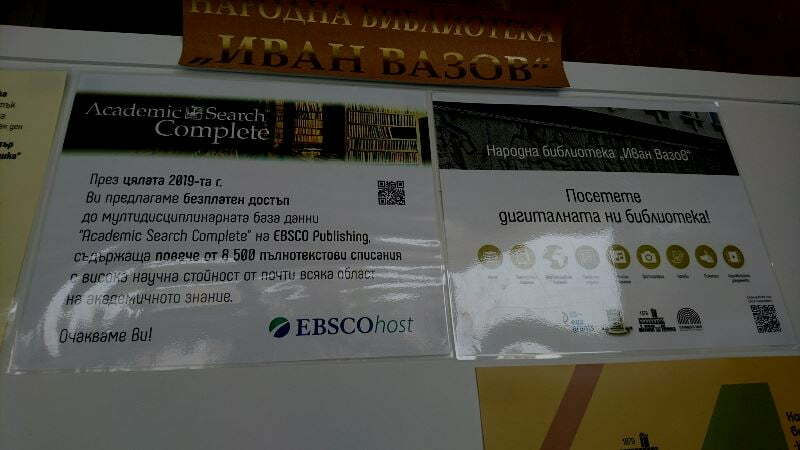 НАРОДНА БИБЛИОТЕКА
„ИВАН ВАЗОВ“
Academic Search
Complete
През цялата 2019-та г.
Ви предлагаме безплатен достъп
до мултидисциплинарната база данни
"Academic Search Complete" на EBSCO Publishing,
съдържаща повече от 8 500 пълнотекстови списания
с висока научна стойност от почти всяка област
на академичното знание.
Очакваме Ви!
EBSCOhost
Народна библиотека „Иван Вазов“
Посетете
дигиталната ни библиотека!
1879
1879